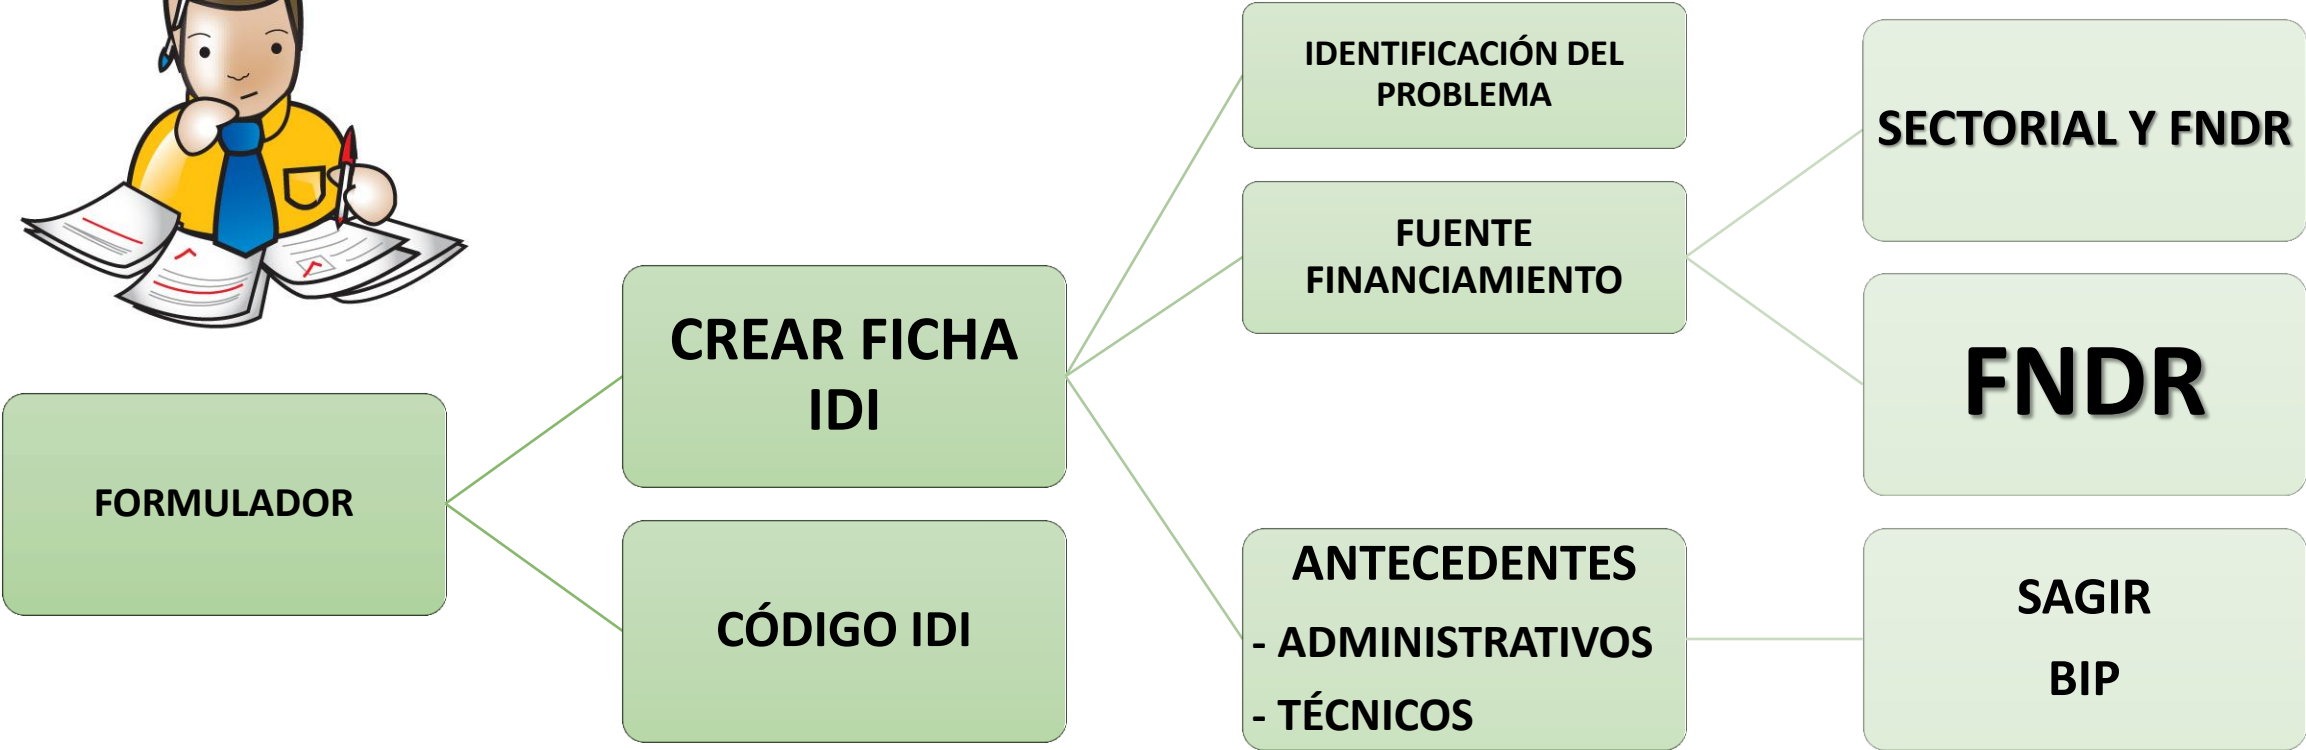 FORMULADOR
CREAR FICHA
IDI
CÓDIGO IDI
IDENTIFICACIÓN DEL
PROBLEMA
FUENTE
FINANCIAMIENTO
ANTECEDENTES
- ADMINISTRATIVOS
- TÉCNICOS
SECTORIAL Y FNDR
FNDR
SAGIR
BIP